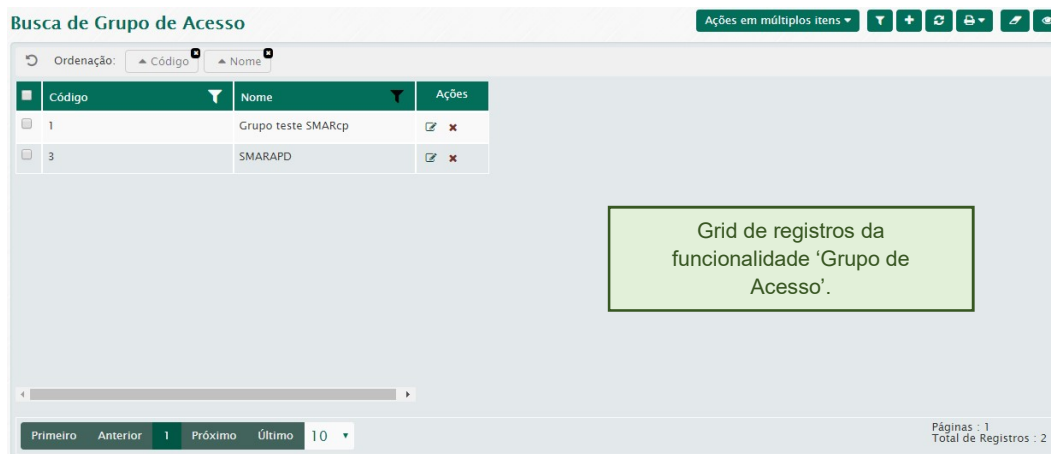 Busca de Grupo de Acesso
Ações em múltiplos itens
Ordenação: Código Nome
Código Nome Ações
1 Grupo teste SMARcp
3 SMARAPD
Grid de registros da
funcionalidade ‘Grupo de
Acesso’.
Primeiro Anterior 1 Próximo Último 10
Páginas : 1
Total de Registros : 2